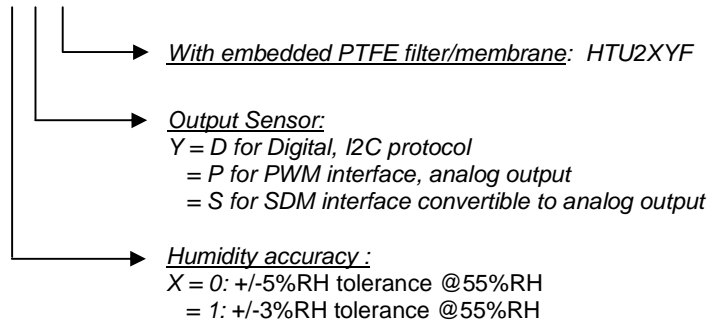 With embedded PTFE filter/membrane: HTU2XYF
Output Sensor:
Y = D for Digital, I2C protocol
= P for PWM interface, analog output
= S for SDM interface convertible to analog output
Humidity accuracy :
X = 0: +/-5%RH tolerance @55%RH
= 1: +/-3%RH tolerance @55%RH